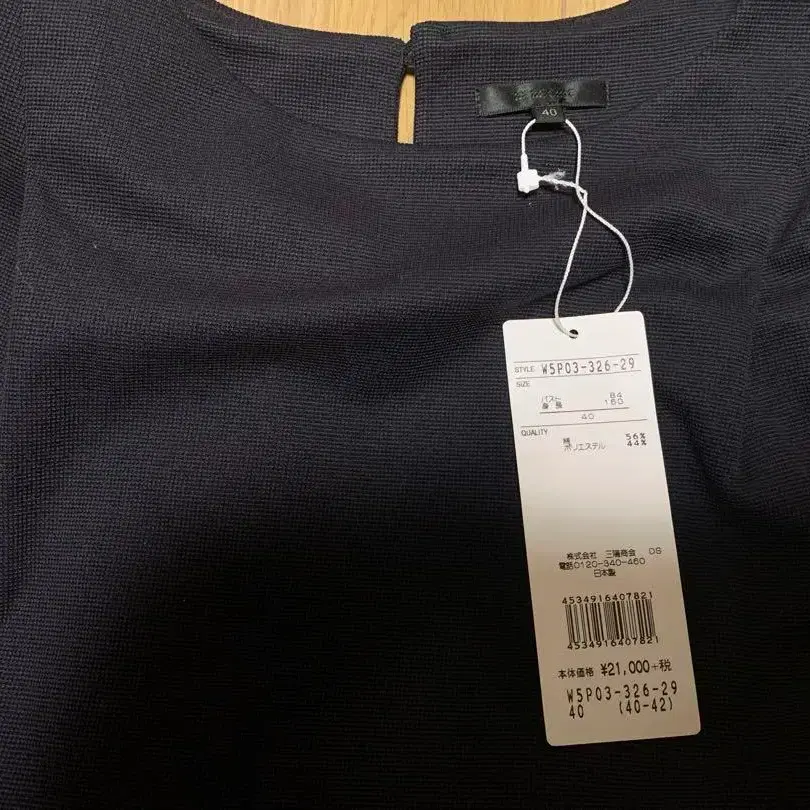 40
STYLE W5P03-326-29
SIZE
バスト 84
身長 160
40
QUALITY
綿 56%
ポリエステル 44%
株式会社 三陽商会 DS
電話0120-340-460
日本製
4534916407821
4534916407821
本体価格 ¥21,000+税
W5P03-326-29
40 (40-42)